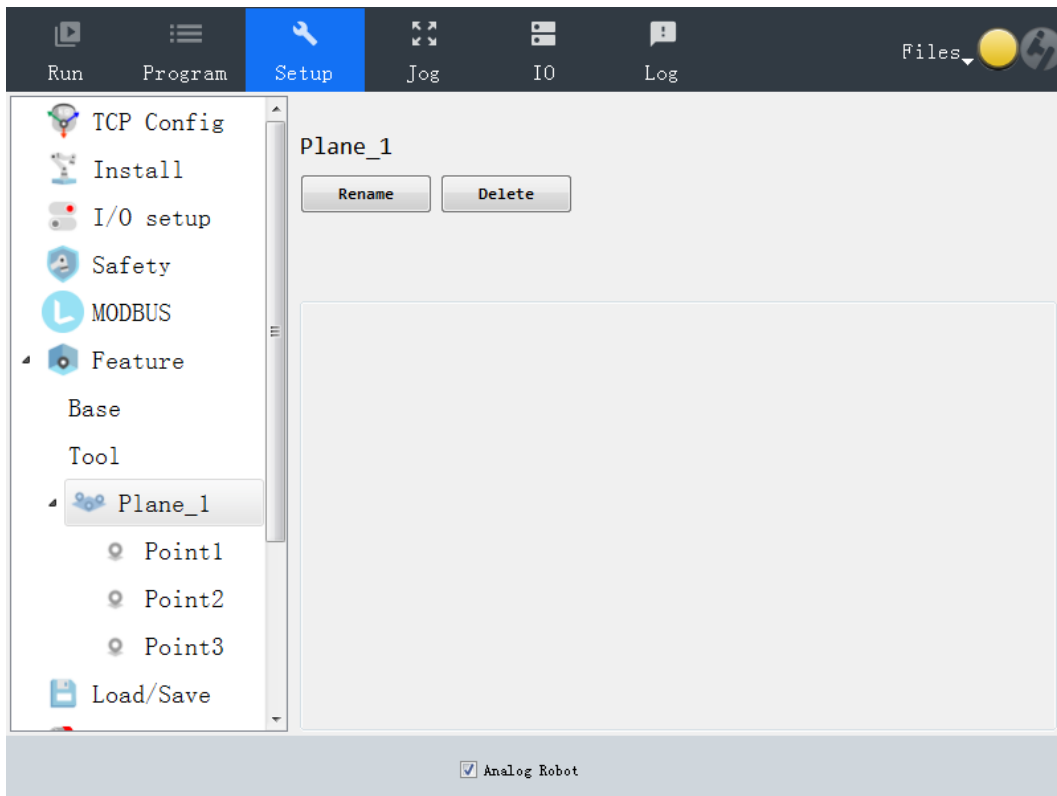 Run Program Setup Jog IO Log Files
TCP Config
Install
I/O setup
Safety
MODBUS
Feature
Base
Tool
Plane_1
Point1
Point2
Point3
Load/Save
Plane_1
Rename Delete
Analog Robot